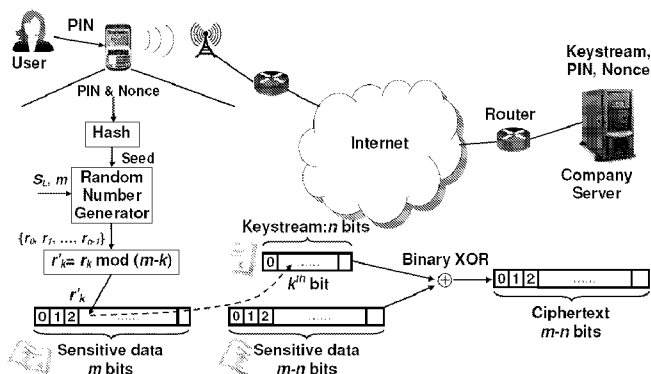 PIN
User
PIN & Nonce
Hash
Seed
S_L, m
Random
Number
Generator
{r_0, r_1, ..., r_{n-1}}
r'_k= r_k mod (m-k)
r'_k
0 1 2 ......
Sensitive data
m bits
Internet
Router
Keystream,
PIN, Nonce
Company
Server
Keystream:n bits
0 ......
k^th bit
0 1 2 ......
Sensitive data
m-n bits
Binary XOR
0 1 2 ......
Ciphertext
m-n bits